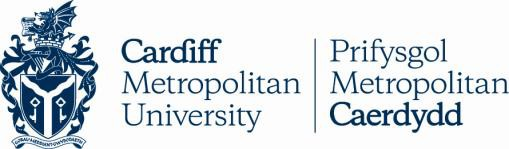 Cardiff
Metropolitan
University
Prifysgol
Metropolitan
Caerdydd